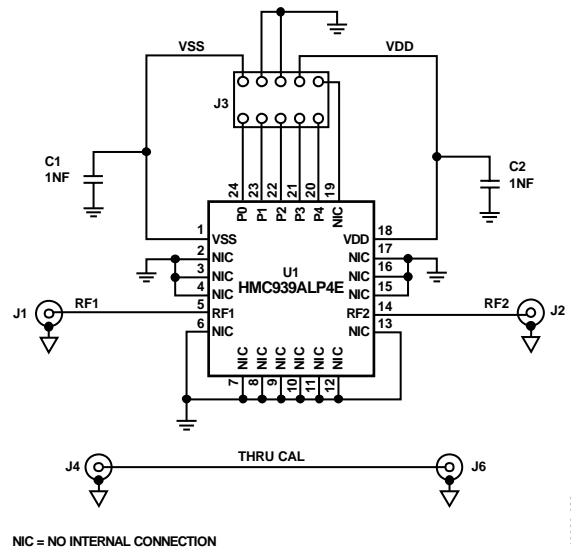 VSS
VDD
J3
C1
1NF
C2
1NF
24
23
22
21
20
19
P0
P1
P2
P3
P4
NIC
1
VSS
VDD
18
2
NIC
NIC
17
3
NIC
U1
NIC
16
HMC939ALP4E
4
NIC
NIC
15
J1
RF1
5
RF1
RF2
14
RF2
J2
6
NIC
NIC
13
NIC
NIC
NIC
NIC
NIC
NIC
7
8
9
10
11
12
J4
THRU CAL
J6
NIC = NO INTERNAL CONNECTION